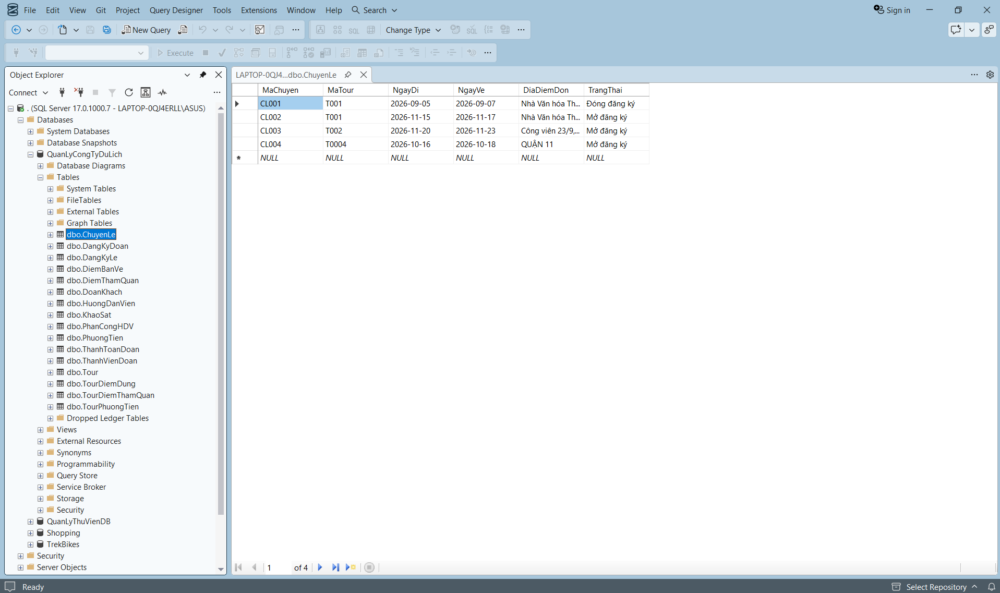 File Edit View Git Project Query Designer Tools Extensions Window Help Search Sign in
New Query SQL Change Type SQL
Execute
Object Explorer
LAPTOP-0QJ4...dbo.ChuyenLe
Connect
. (SQL Server 17.0.1000.7 - LAPTOP-0QJ4ERLL\ASUS)
Databases
System Databases
Database Snapshots
QuanLyCongTyDuLich
Database Diagrams
Tables
System Tables
FileTables
External Tables
Graph Tables
dbo.ChuyenLe
dbo.DangKyDoan
dbo.DangKyLe
dbo.DiemBanVe
dbo.DiemThamQuan
dbo.DoanKhach
dbo.HuongDanVien
dbo.KhaoSat
dbo.PhanCongHDV
dbo.PhuongTien
dbo.ThanhToanDoan
dbo.ThanhVienDoan
dbo.Tour
dbo.TourDiemDung
dbo.TourDiemThamQuan
dbo.TourPhuongTien
Dropped Ledger Tables
Views
External Resources
Synonyms
Programmability
Query Store
Service Broker
Storage
Security
QuanLyThuVienDB
Shopping
TrekBikes
Security
Server Objects
MaChuyen MaTour NgayDi NgayVe DiaDiemDon TrangThai
CL001 T001 2026-09-05 2026-09-07 Nhà Văn hóa Th... Đóng đăng ký
CL002 T001 2026-11-15 2026-11-17 Nhà Văn hóa Th... Mở đăng ký
CL003 T002 2026-11-20 2026-11-23 Công viên 23/9,... Mở đăng ký
CL004 T0004 2026-10-16 2026-10-18 QUẬN 11 Mở đăng ký
NULL NULL NULL NULL NULL NULL
1 of 4
Ready
Select Repository